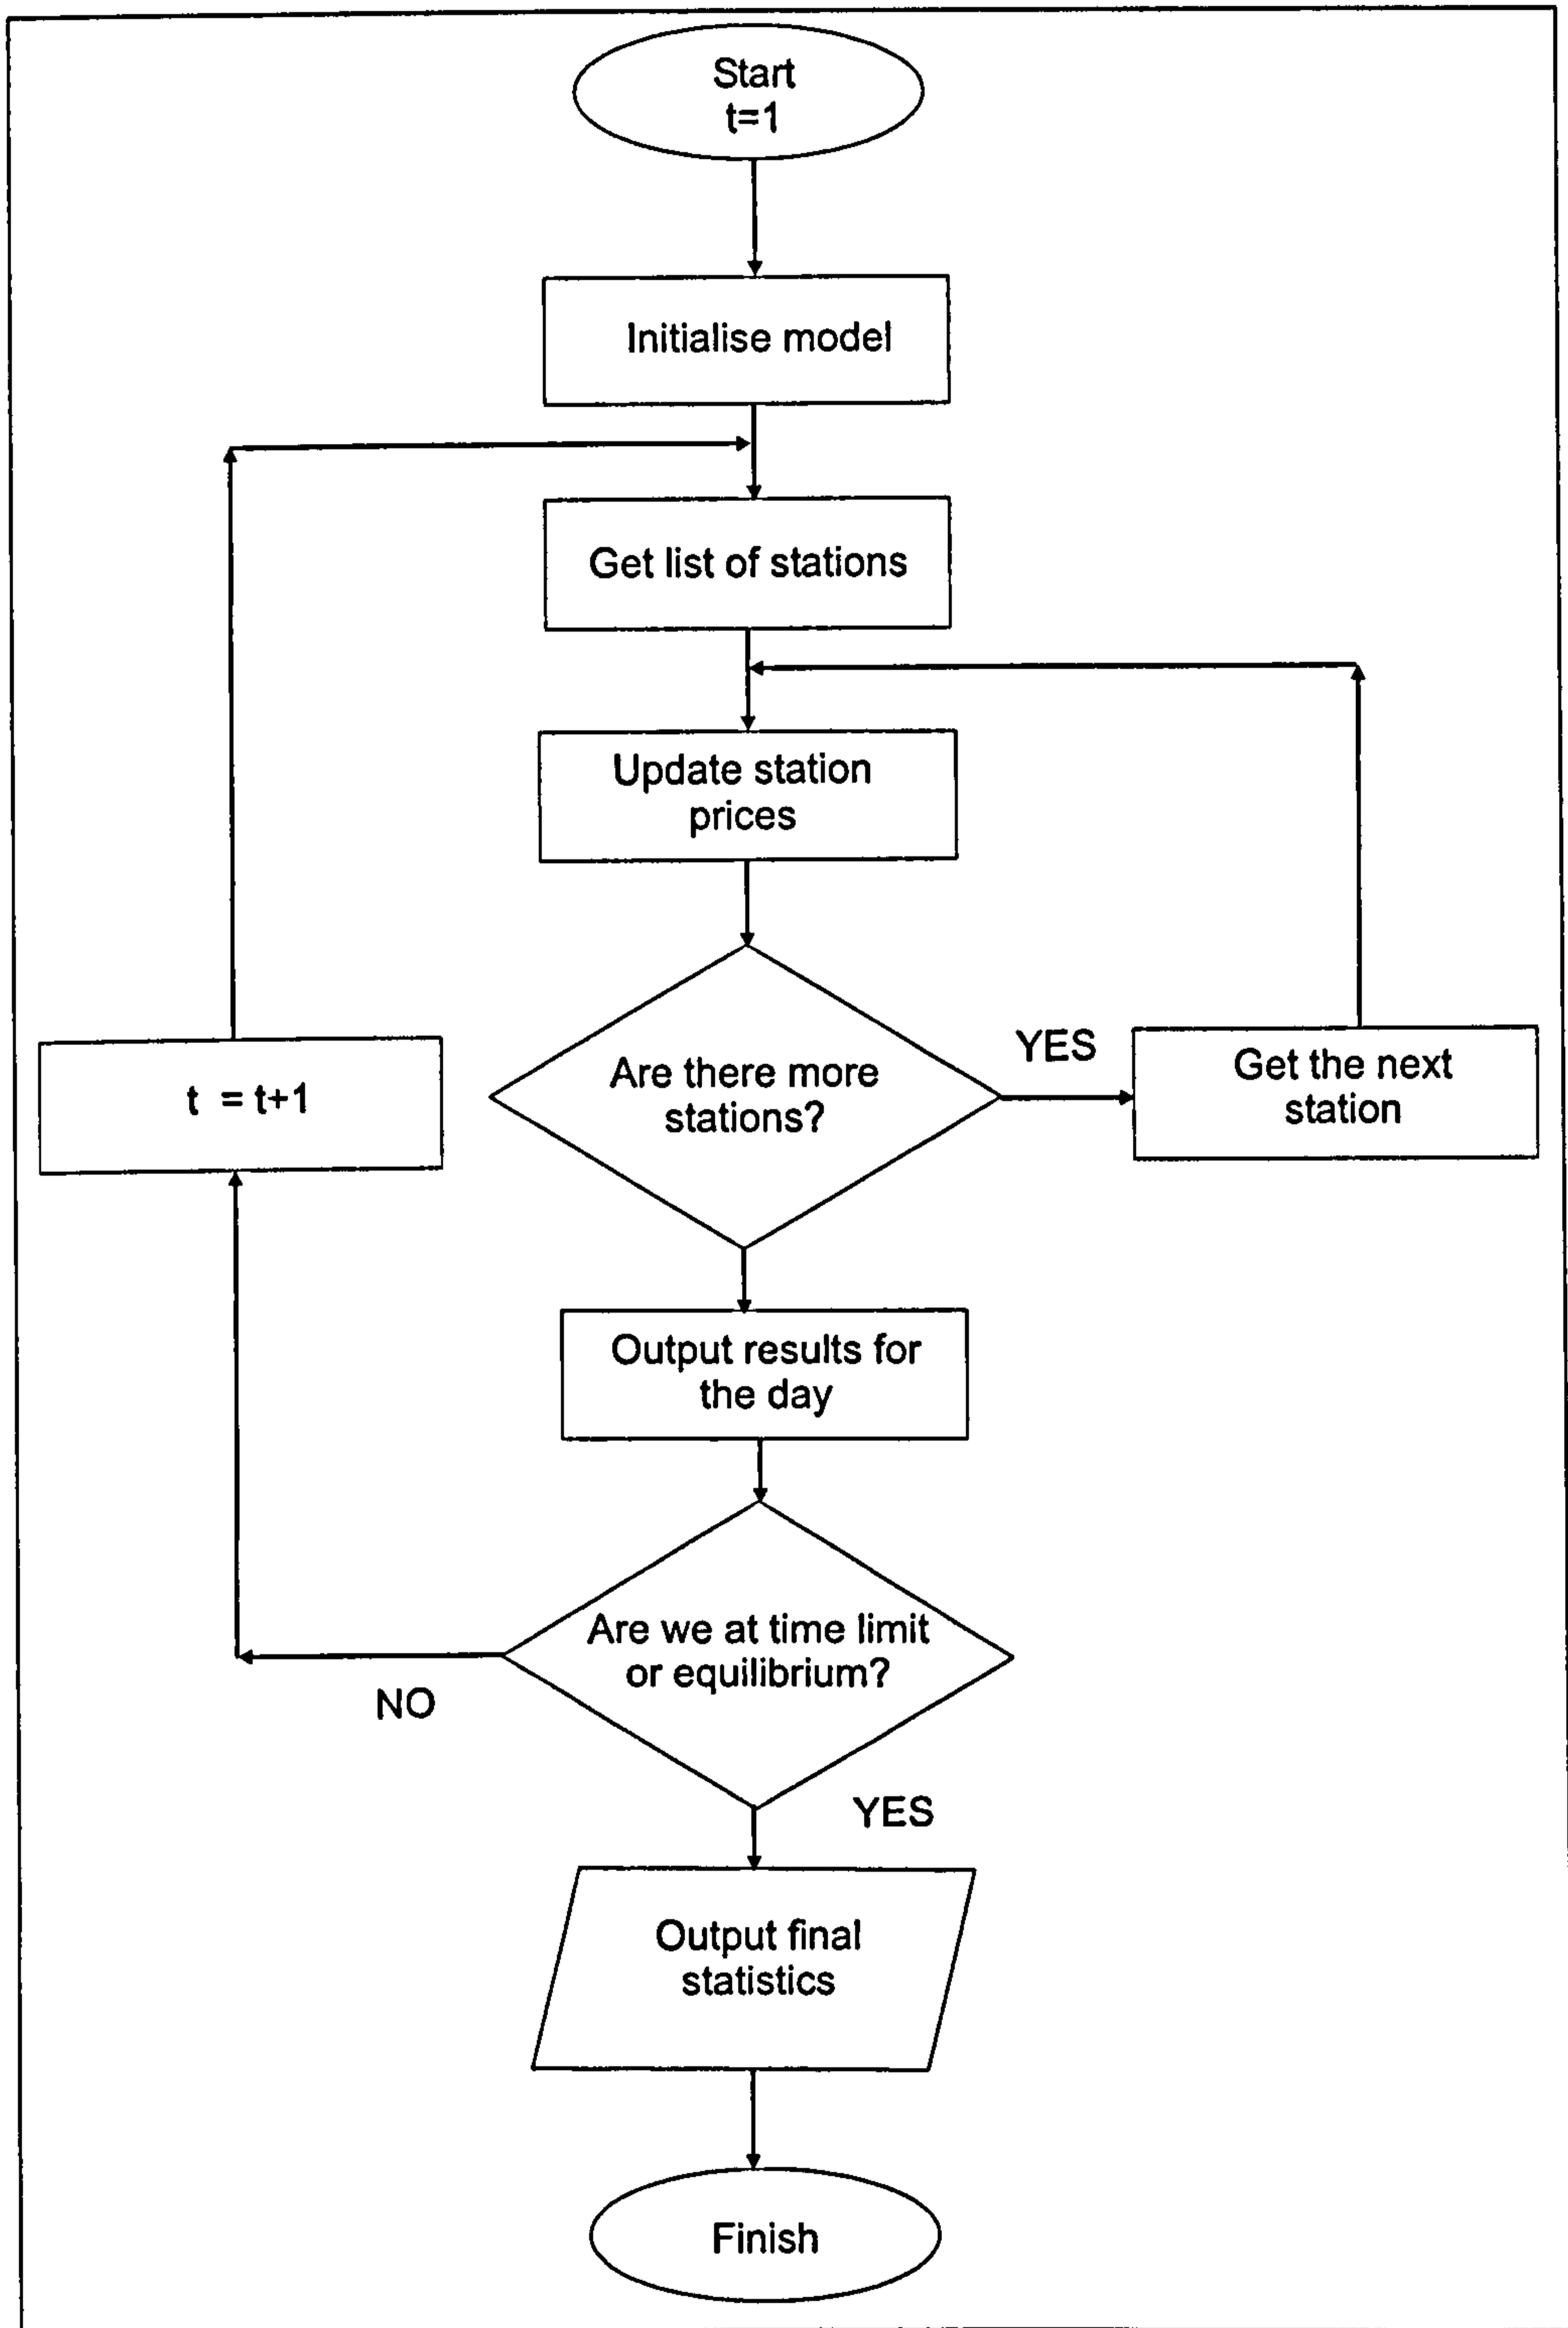 Start
t=1
Initialise model
Get list of stations
Update station
prices
Are there more
stations?
YES
Get the next
station
t = t+1
Output results for
the day
Are we at time limit
or equilibrium?
NO
YES
Output final
statistics
Finish